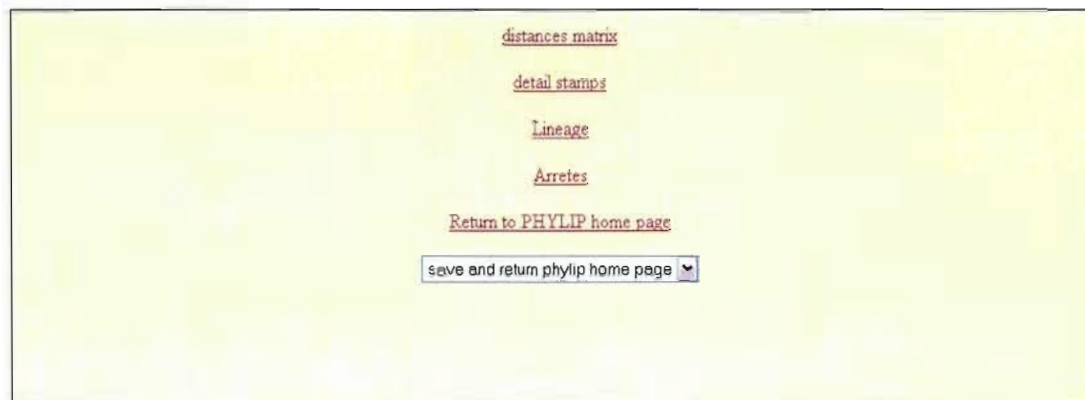 distances matrix
detail stamps
Lineage
Arretes
Return to PHYLIP home page
save and return phylip home page